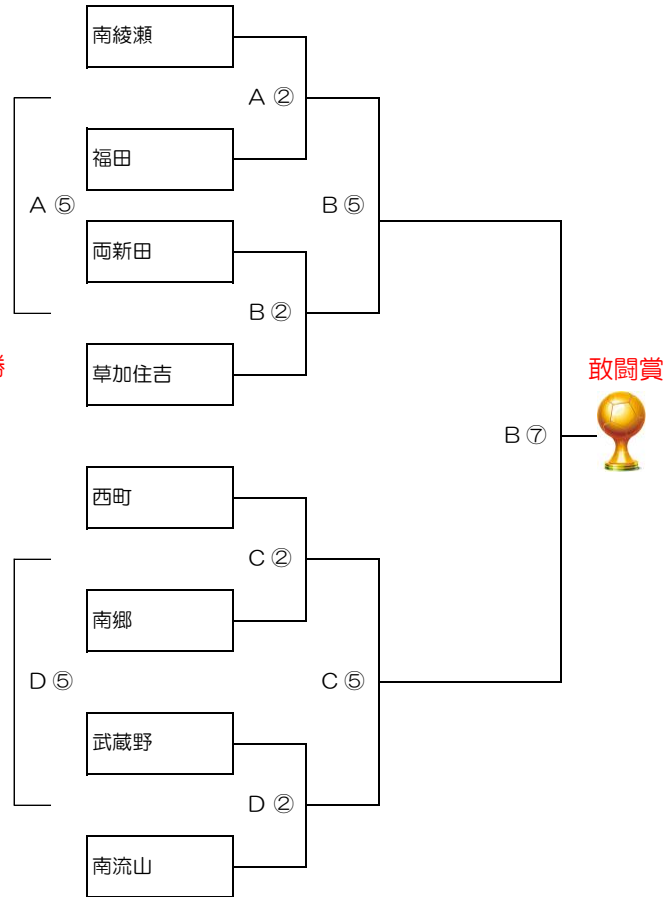 南綾瀬
A ②
福田
A ⑤
B ⑤
両新田
B ②
勝
草加住吉
敢闘賞
B ⑦
西町
C ②
南郷
D ⑤
C ⑤
武蔵野
D ②
南流山